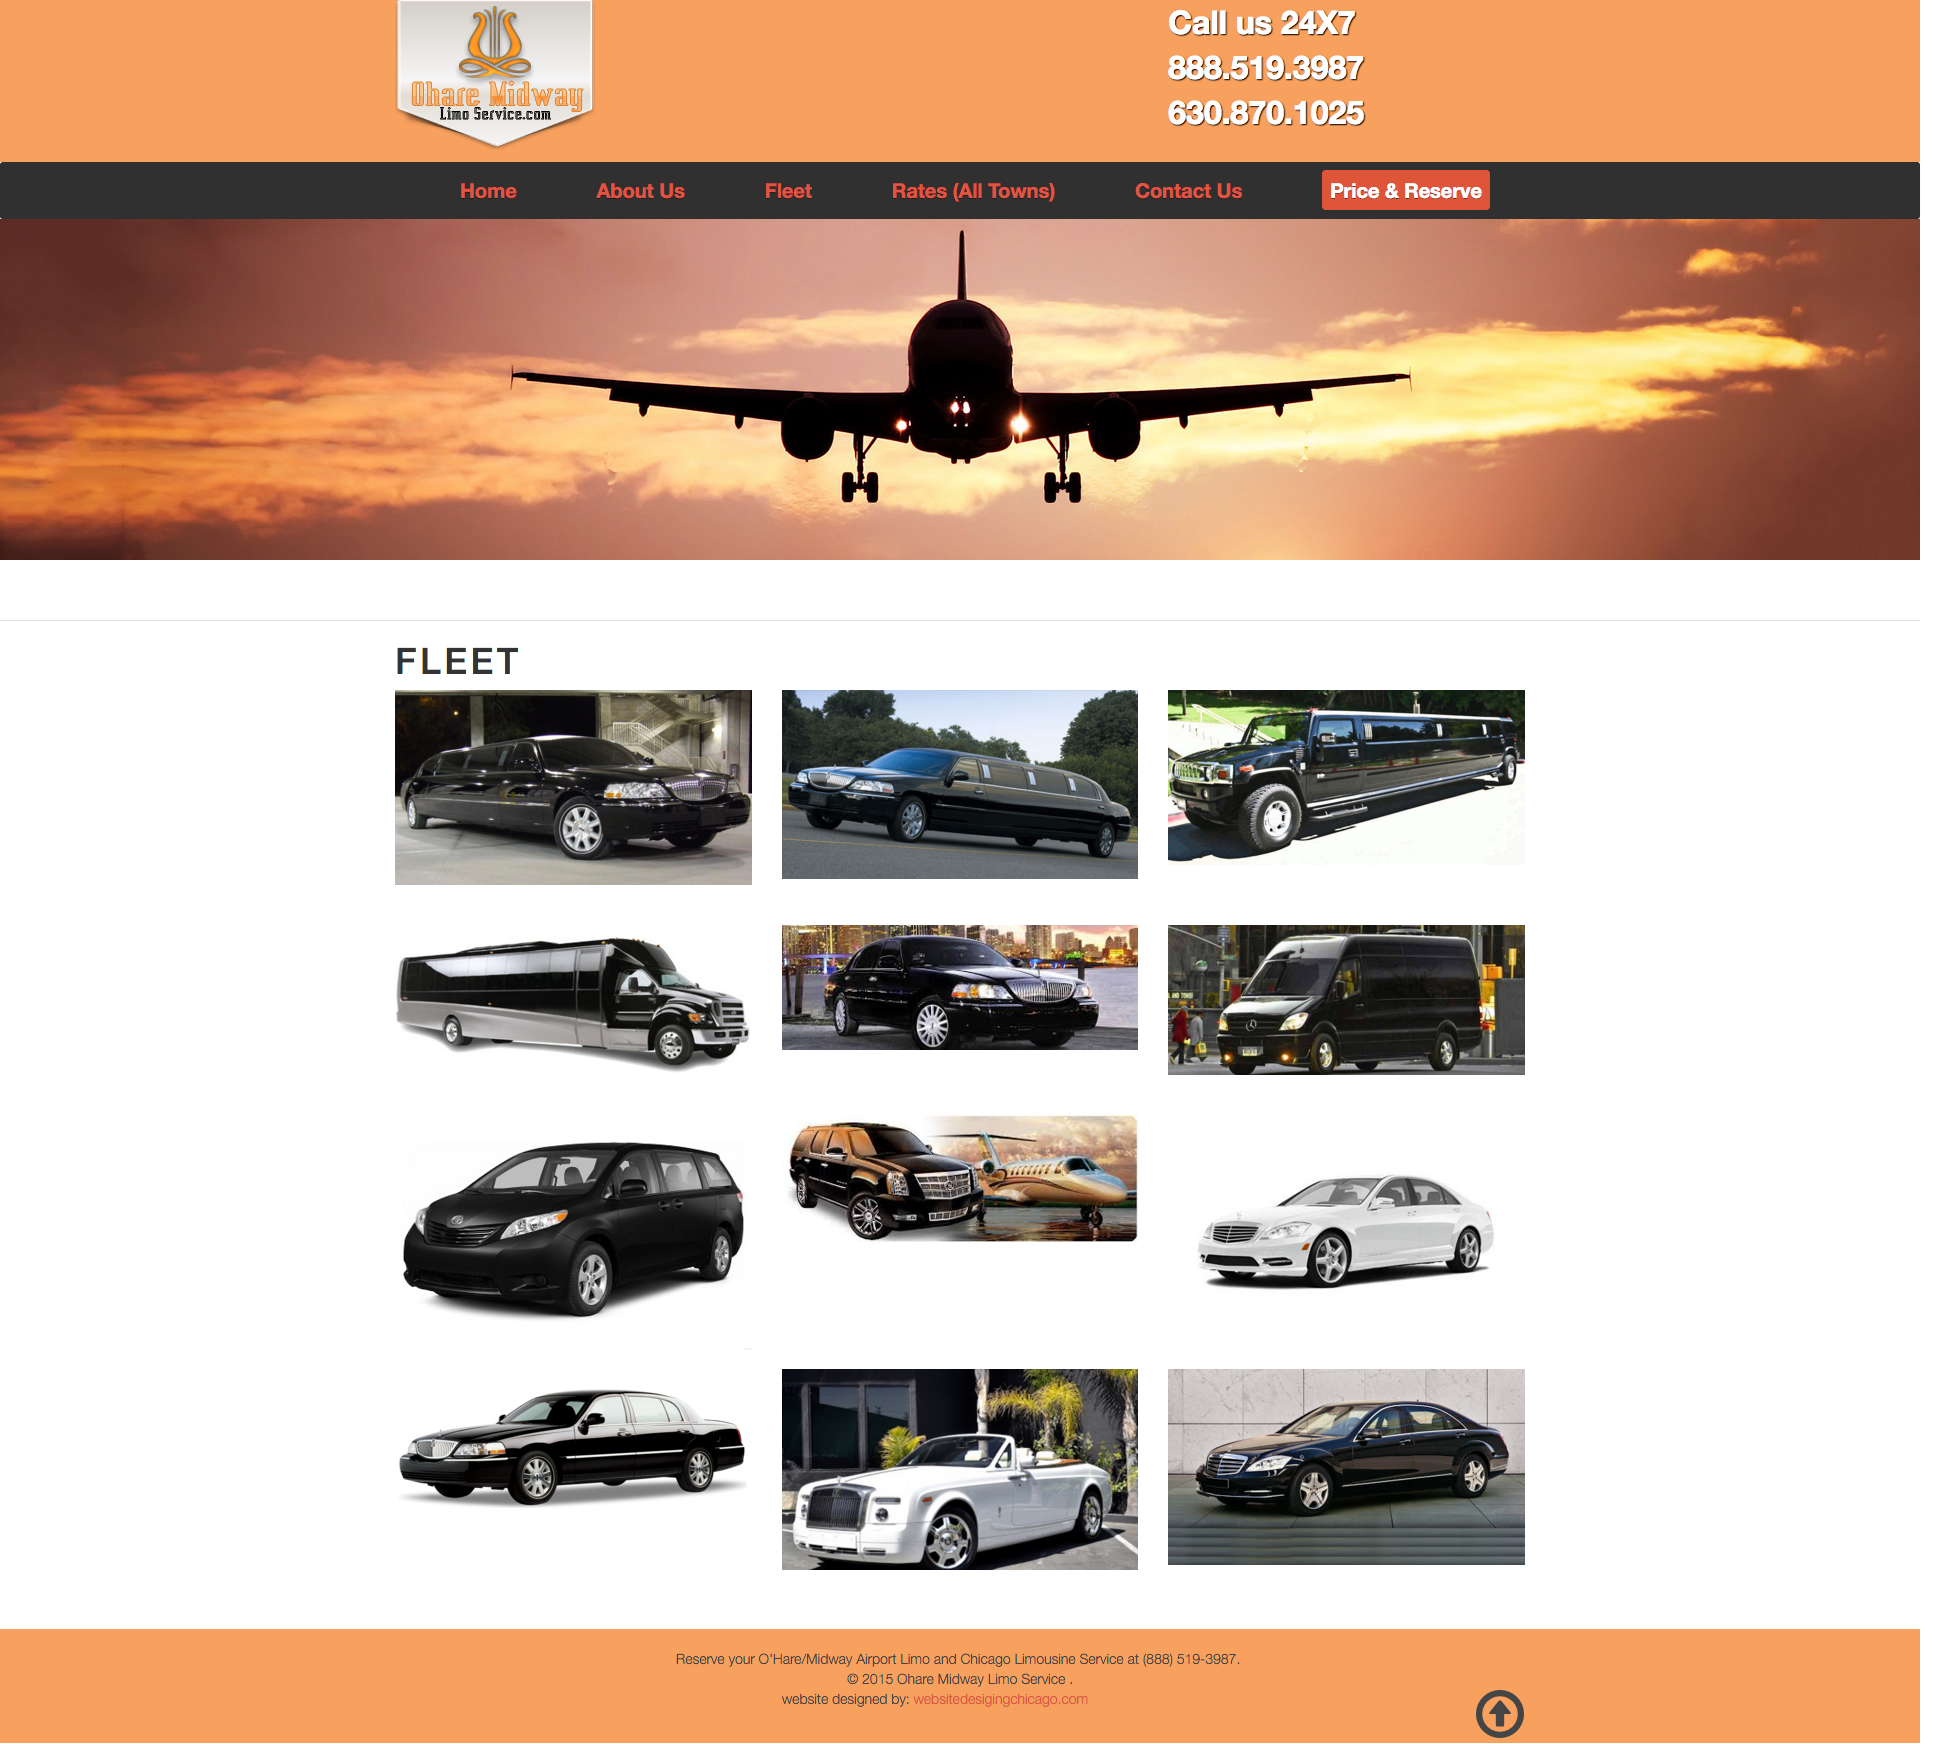 Ohare Midway
Limo Service.com
Call us 24X7
888.519.3987
630.870.1025
Home
About Us
Fleet
Rates (All Towns)
Contact Us
Price & Reserve
FLEET
Reserve your O'Hare/Midway Airport Limo and Chicago Limousine Service at (888) 519-3987.
© 2015 Ohare Midway Limo Service .
website designed by: websitedesigingchicago.com